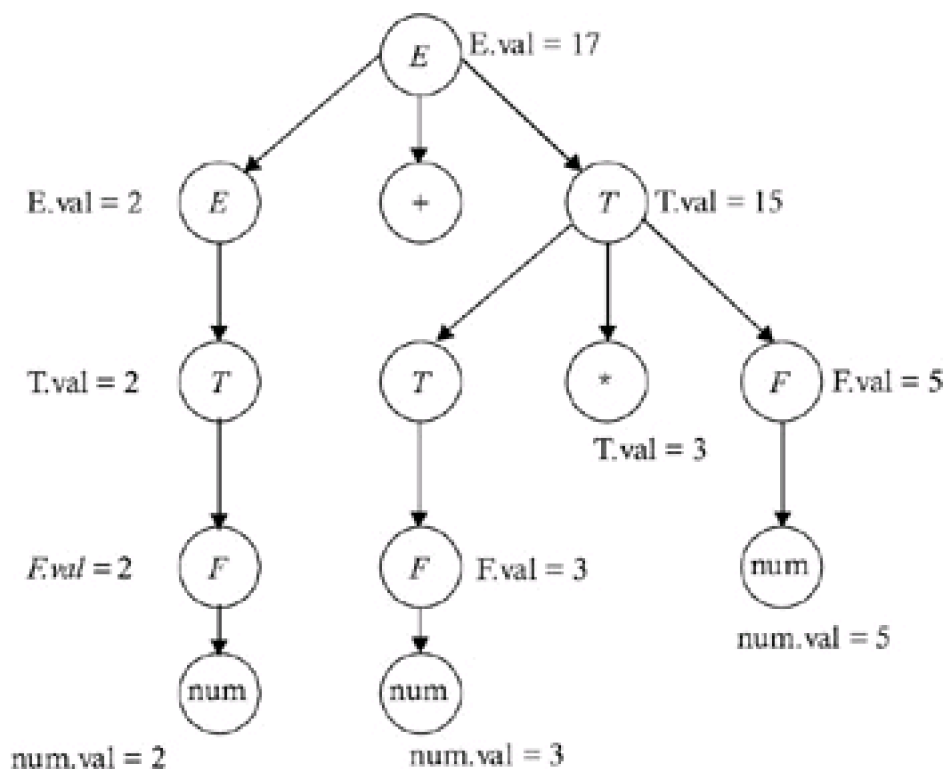 E E.val = 17
E.val = 2 E + T T.val = 15
T.val = 2 T T * F F.val = 5
T.val = 3
F.val = 2 F F F.val = 3 num
num.val = 5
num num
num.val = 2 num.val = 3